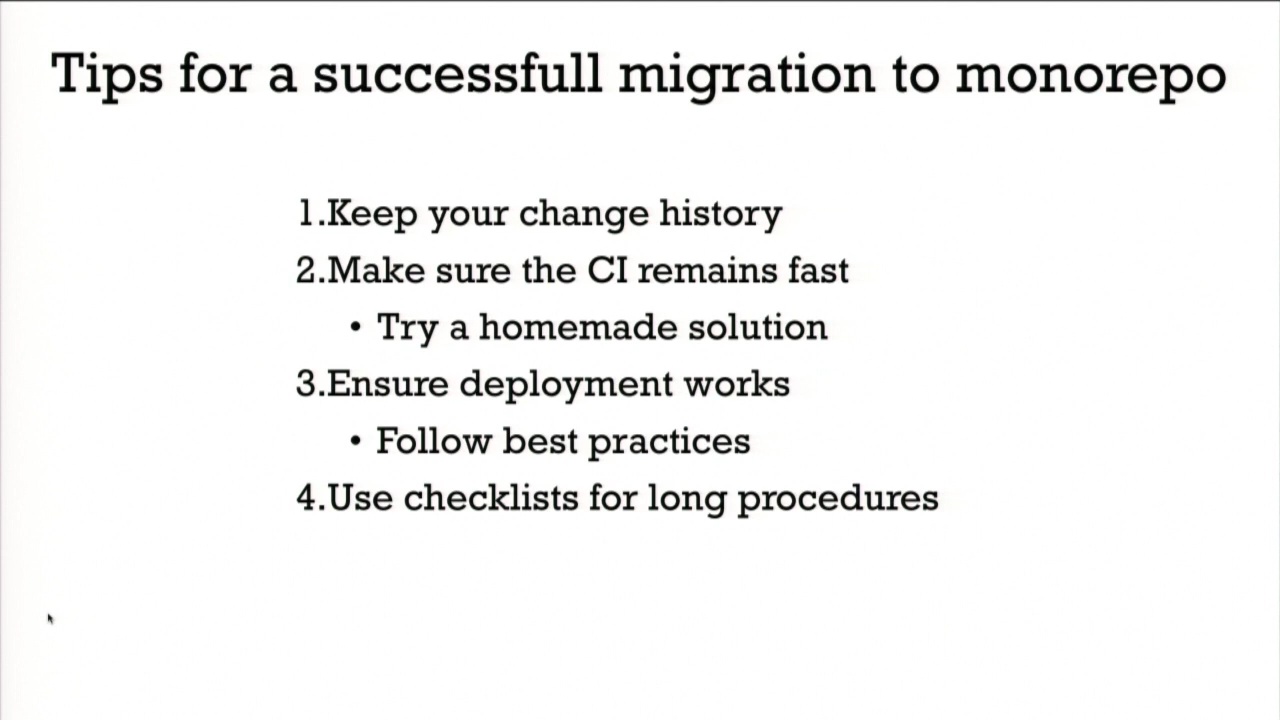 Tips for a successfull migration to monorepo
1.Keep your change history
2.Make sure the CI remains fast
• Try a homemade solution
3.Ensure deployment works
• Follow best practices
4.Use checklists for long procedures